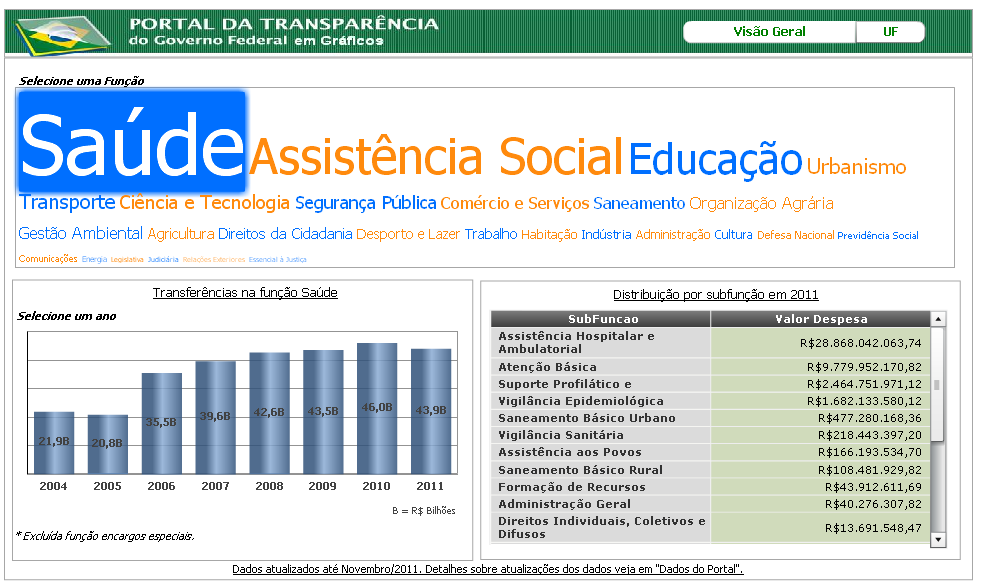 PORTAL DA TRANSPARÊNCIA
do Governo Federal em Gráficos
Visão Geral UF
Selecione uma Função
Saúde Assistência Social Educação Urbanismo
Transporte Ciência e Tecnologia Segurança Pública Comércio e Serviços Saneamento Organização Agrária
Gestão Ambiental Agricultura Direitos da Cidadania Desporto e Lazer Trabalho Habitação Indústria Administração Cultura Defesa Nacional Previdência Social
Comunicações Energia Legislativa Judiciária Relações Exteriores Essencial à Justiça
Transferências na função Saúde
Selecione um ano
21,9B 20,8B 35,5B 39,6B 42,6B 43,5B 46,0B 43,9B
2004 2005 2006 2007 2008 2009 2010 2011
B = R$ Bilhões
* Excluída função encargos especiais.
Distribuição por subfunção em 2011
SubFuncao Valor Despesa
Assistência Hospitalar e
Ambulatorial R$28.868.042.063,74
Atenção Básica R$9.779.952.170,82
Suporte Profilático e R$2.464.751.971,12
Vigilância Epidemiológica R$1.682.133.580,12
Saneamento Básico Urbano R$477.280.168,36
Vigilância Sanitária R$218.443.397,20
Assistência aos Povos R$166.193.534,70
Saneamento Básico Rural R$108.481.929,82
Formação de Recursos R$43.912.611,69
Administração Geral R$40.276.307,82
Direitos Individuais, Coletivos e
Difusos R$13.691.548,47
Dados atualizados até Novembro/2011. Detalhes sobre atualizações dos dados veja em "Dados do Portal".